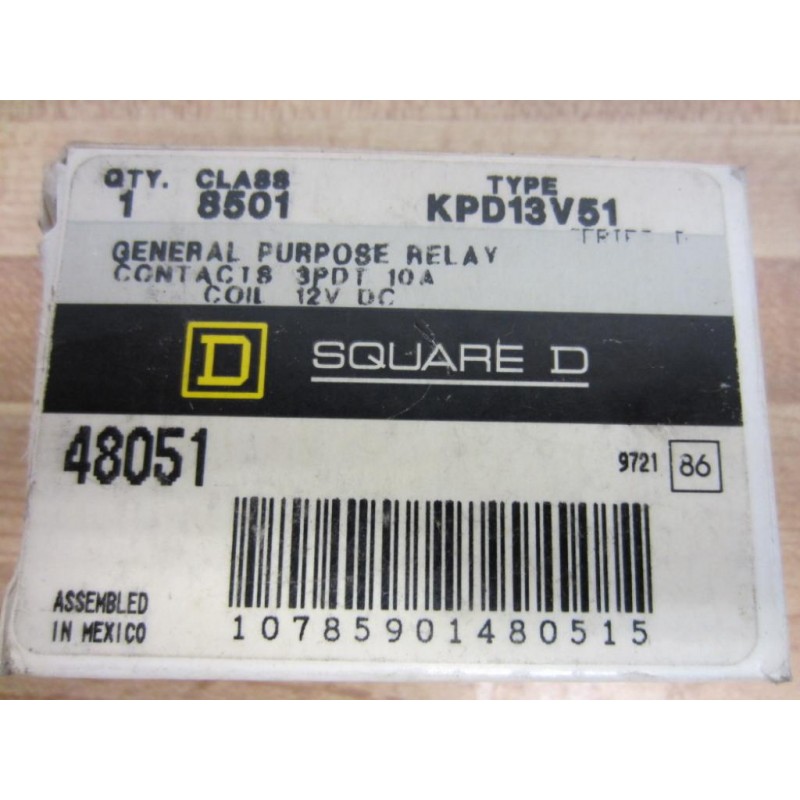 QTY. CLASS TYPE
1 8501 KPD13V51
GENERAL PURPOSE RELAY
CONTACTS 3PDT 10A
COIL 12V DC
D SQUARE D
48051
9721 86
ASSEMBLED
IN MEXICO
10785901480515